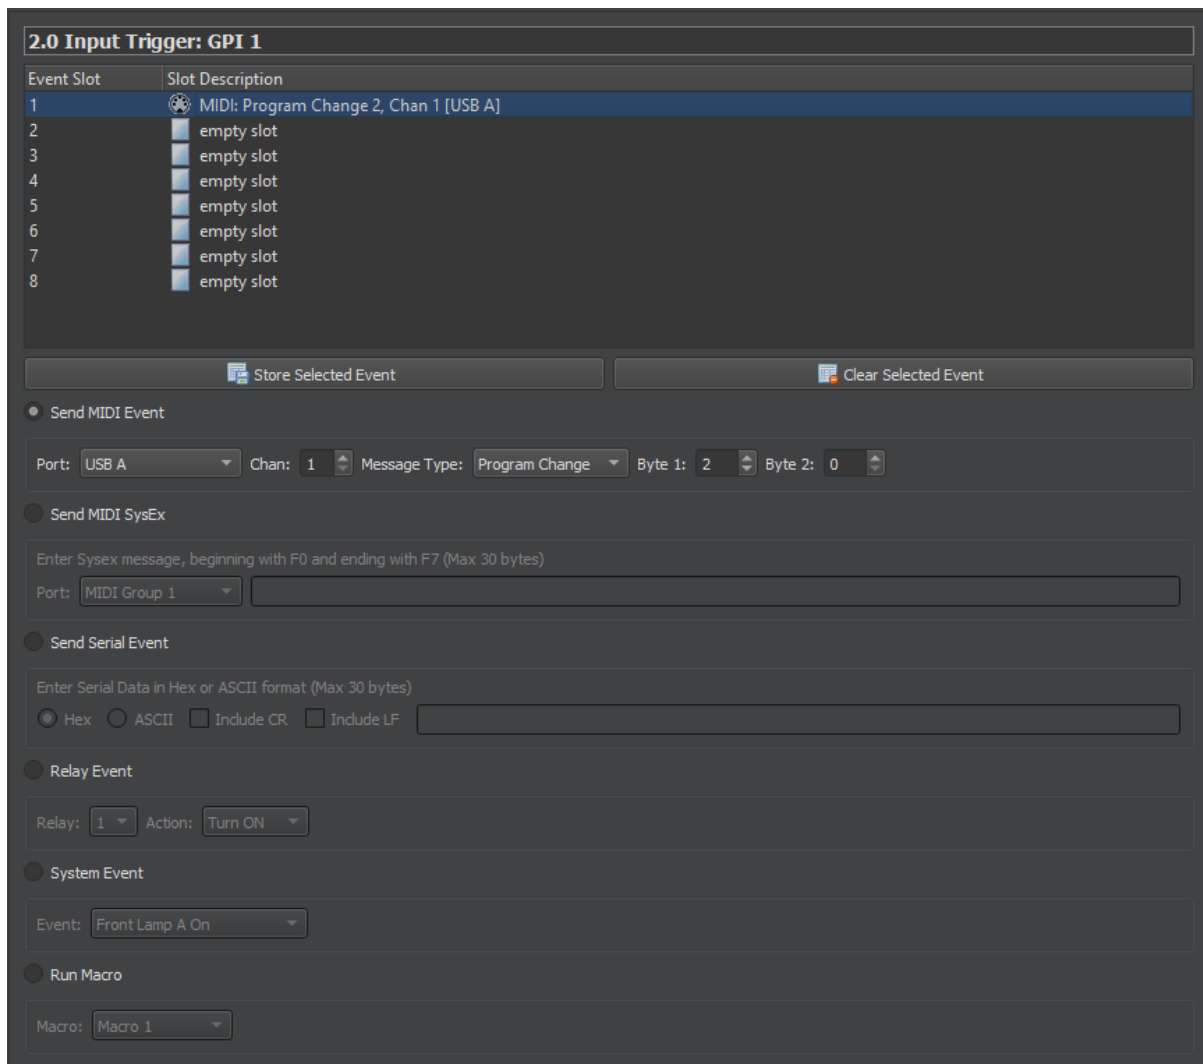 2.0 Input Trigger: GPI 1
Event Slot Slot Description
1 MIDI: Program Change 2, Chan 1 [USB A]
2 empty slot
3 empty slot
4 empty slot
5 empty slot
6 empty slot
7 empty slot
8 empty slot
Store Selected Event Clear Selected Event
Send MIDI Event
Port: USB A Chan: 1 Message Type: Program Change Byte 1: 2 Byte 2: 0
Send MIDI SysEx
Enter Sysex message, beginning with F0 and ending with F7 (Max 30 bytes)
Port: MIDI Group 1
Send Serial Event
Enter Serial Data in Hex or ASCII format (Max 30 bytes)
Hex ASCII Include CR Include LF
Relay Event
Relay: 1 Action: Turn ON
System Event
Event: Front Lamp A On
Run Macro
Macro: Macro 1